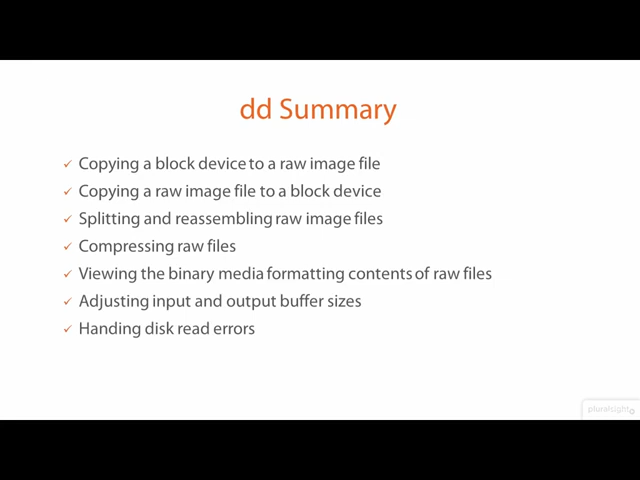 dd Summary
Copying a block device to a raw image file
Copying a raw image file to a block device
Splitting and reassembling raw image files
Compressing raw files
Viewing the binary media formatting contents of raw files
Adjusting input and output buffer sizes
Handing disk read errors
pluralsight